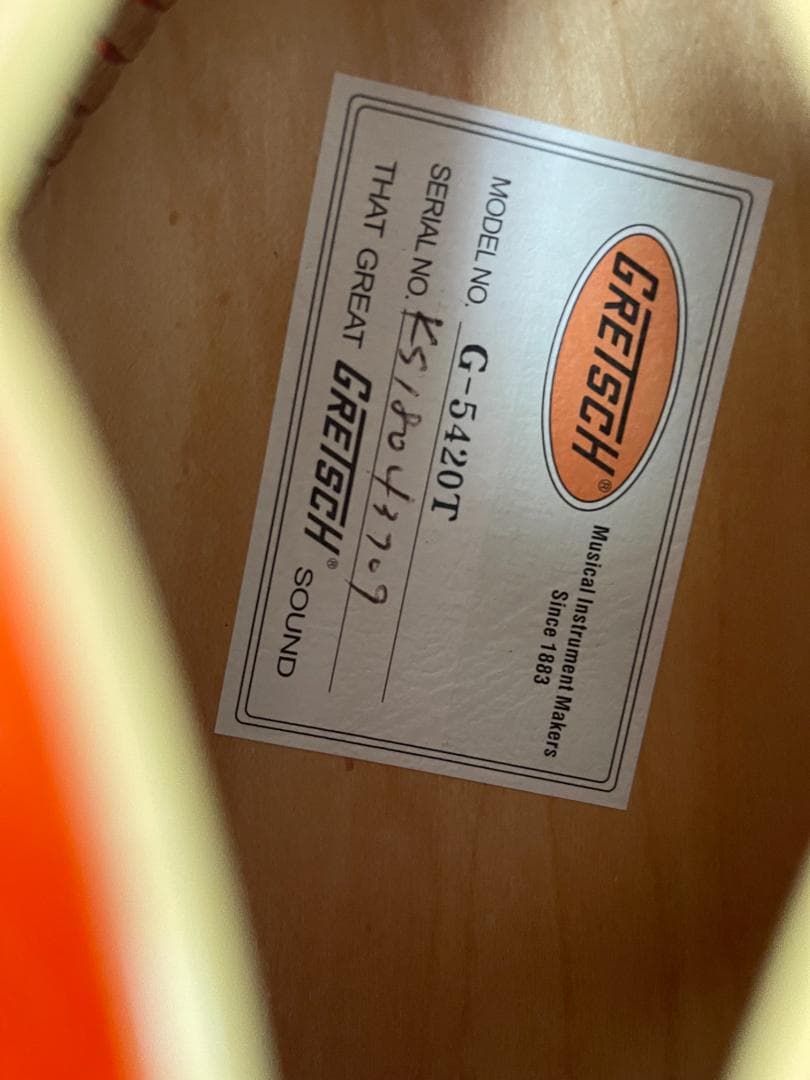 GRETSCH®
Musical Instrument Makers
Since 1883
MODEL NO. G-5420T
SERIAL NO. KS18043709
THAT GREAT GRETSCH® SOUND